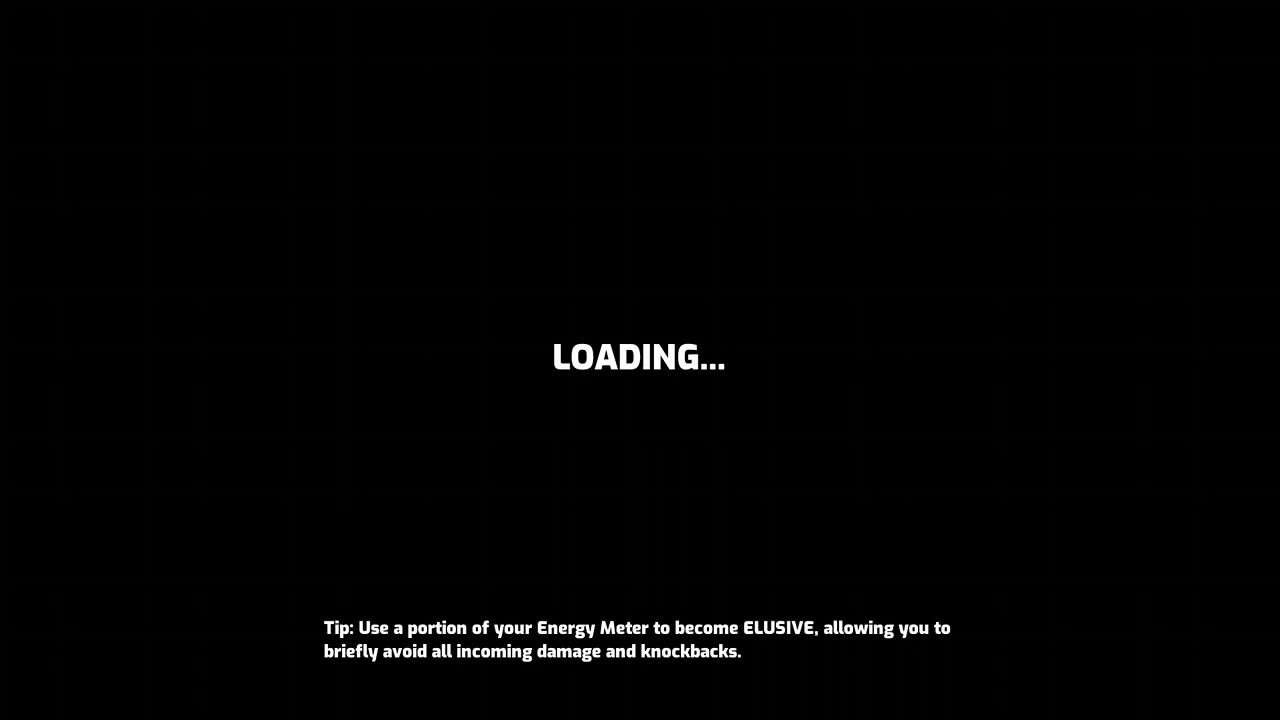 LOADING...
Tip: Use a portion of your Energy Meter to become ELUSIVE, allowing you to
briefly avoid all incoming damage and knockbacks.